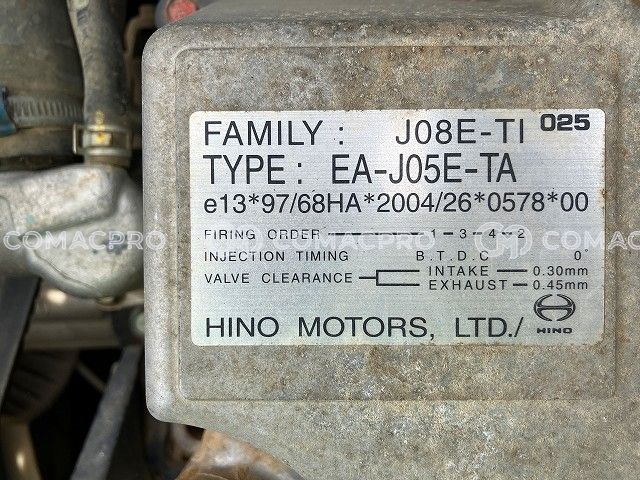 FAMILY : J08E-TI 025
TYPE : EA-J05E-TA
e13*97/68HA*2004/26*0578*00
FIRING ORDER 1 - 3 - 4 - 2
INJECTION TIMING B.T.D.C 0°
VALVE CLEARANCE INTAKE 0.30mm
EXHAUST 0.45mm
HINO MOTORS, LTD./
HINO
COMACPRO
COMACPRO
COMAC